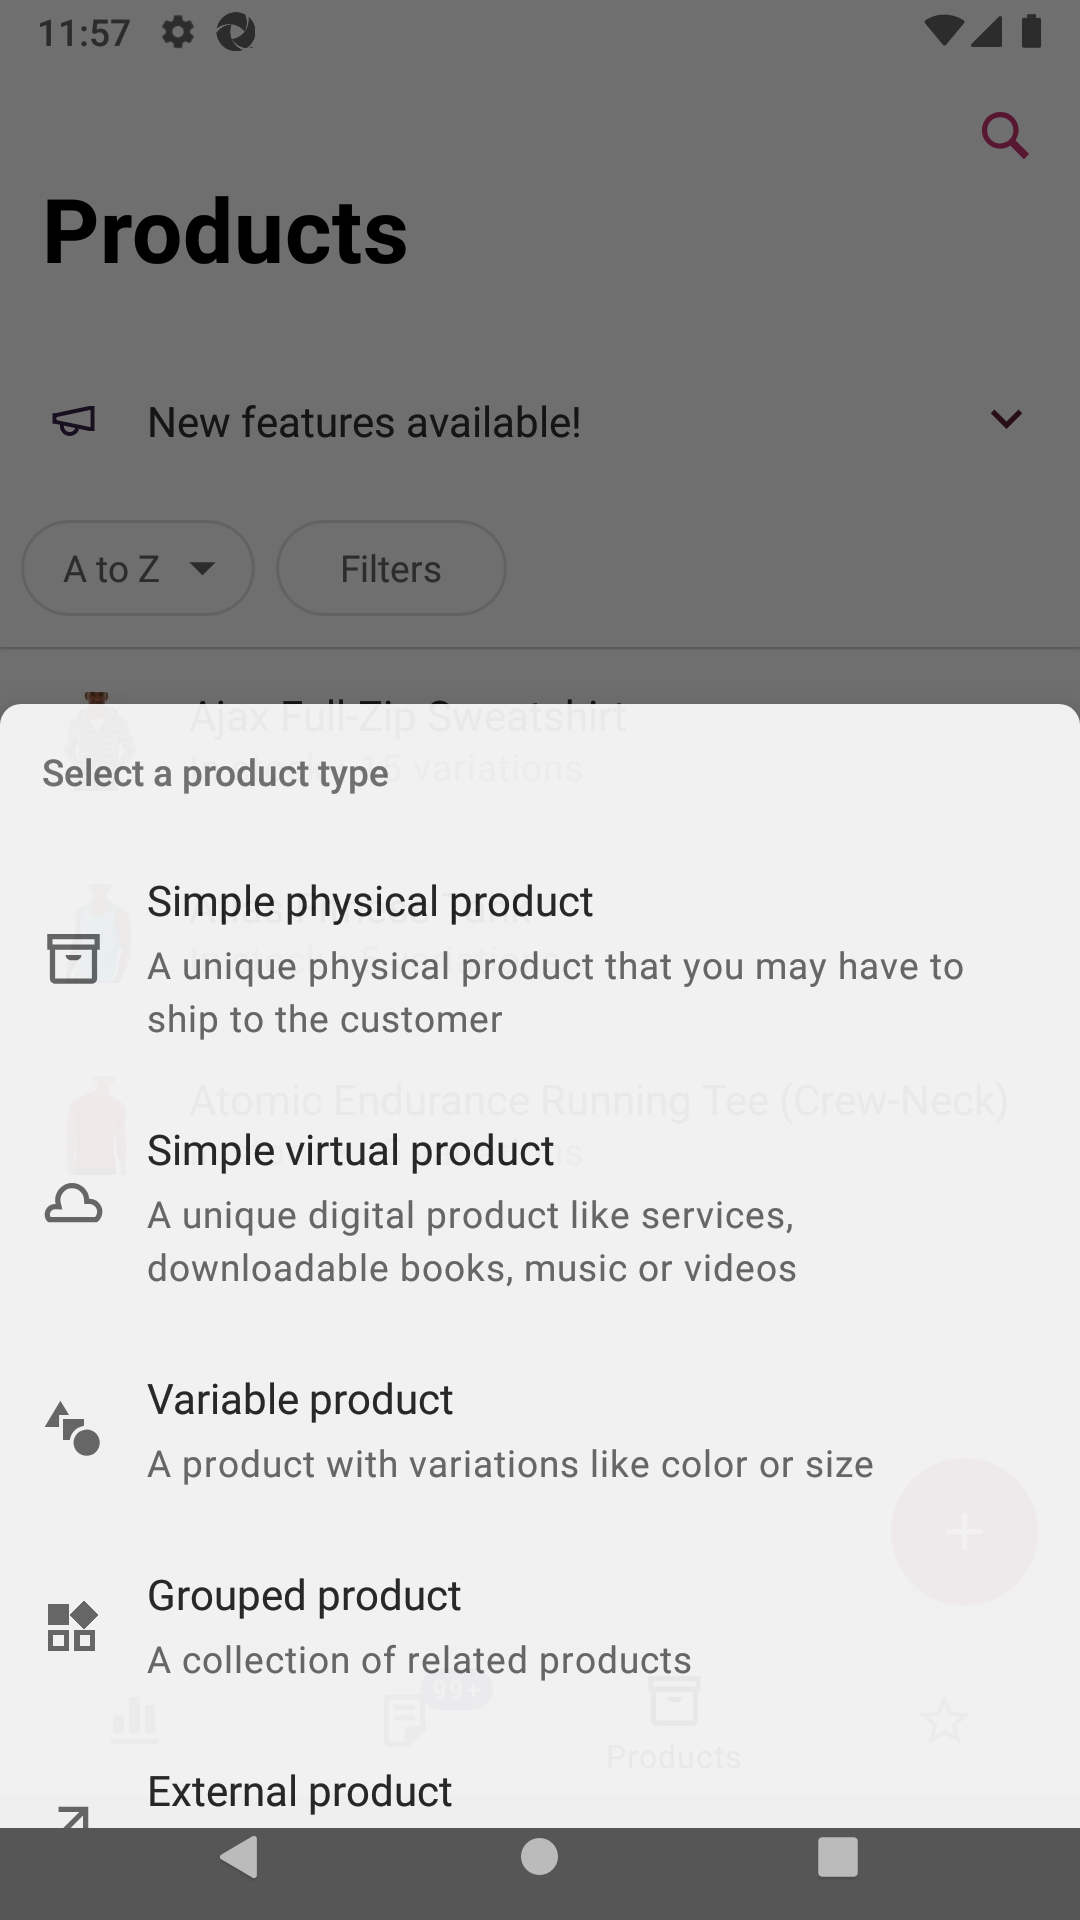 11:57
Products
New features available!
A to Z
Filters
Ajax Full-Zip Sweatshirt
15 variations
Select a product type
Simple physical product
A unique physical product that you may have to
ship to the customer
Atomic Endurance Running Tee (Crew-Neck)
Simple virtual product
A unique digital product like services,
downloadable books, music or videos
Variable product
A product with variations like color or size
Grouped product
A collection of related products
99+
Products
External product